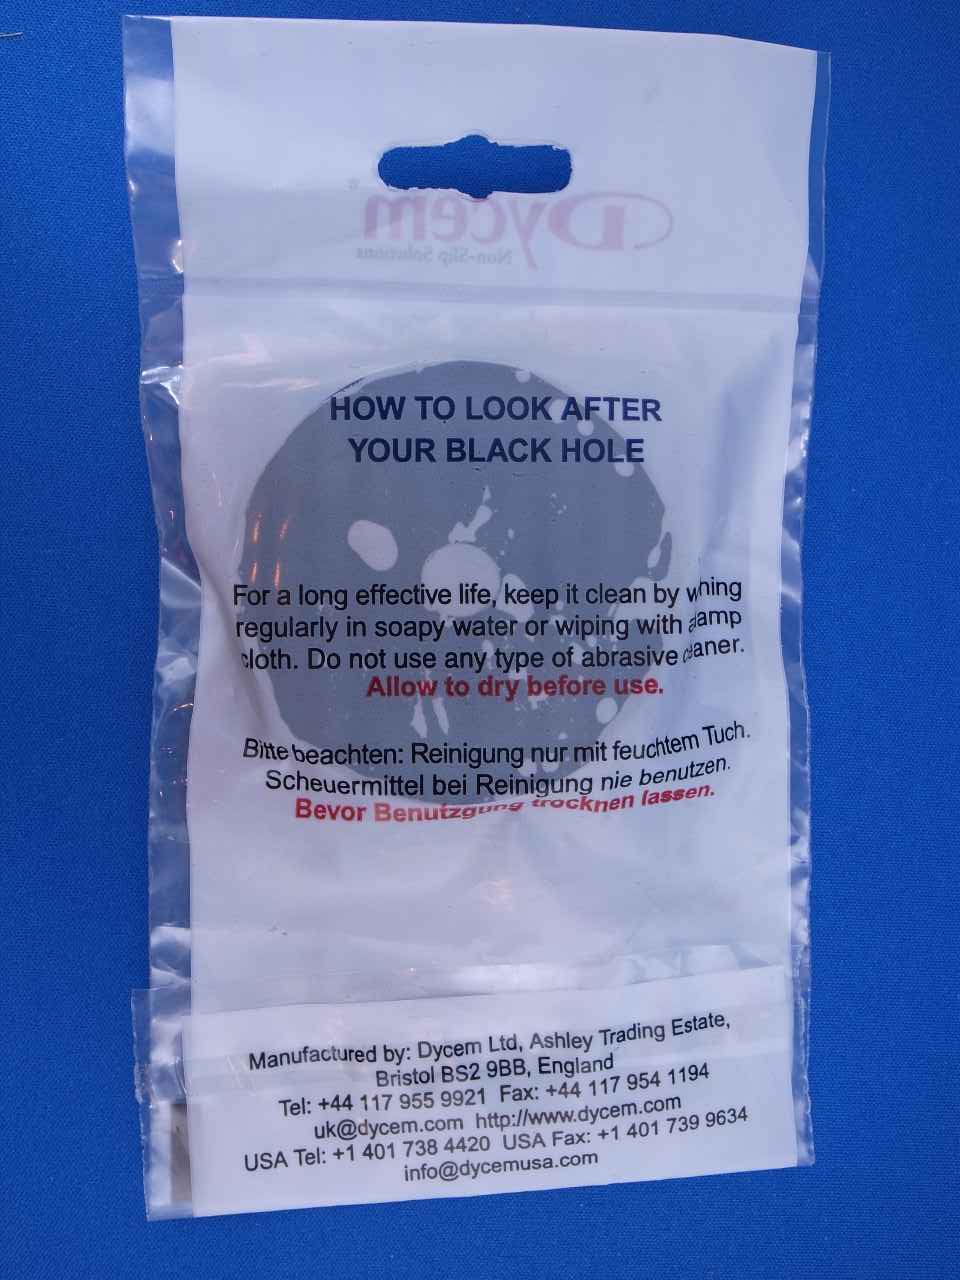 Dycem
Non-Slip Solutions
HOW TO LOOK AFTER
YOUR BLACK HOLE
For a long effective life, keep it clean by
regularly in soapy water or wiping with
cloth. Do not use any type of abrasive
Allow to dry before use.
Bitte beachten: Reinigung nur mit feuchtem Tuch.
Scheuermittel bei Reinigung nie benutzen.
Bevor Benutzgung trocknen lassen.
Manufactured by: Dycem Ltd, Ashley Trading Estate,
Bristol BS2 9BB, England
Tel: +44 117 955 9921 Fax: +44 117 954 1194
uk@dycem.com http://www.dycem.com
USA Tel: +1 401 738 4420 USA Fax: +1 401 739 9634
info@dycemusa.com